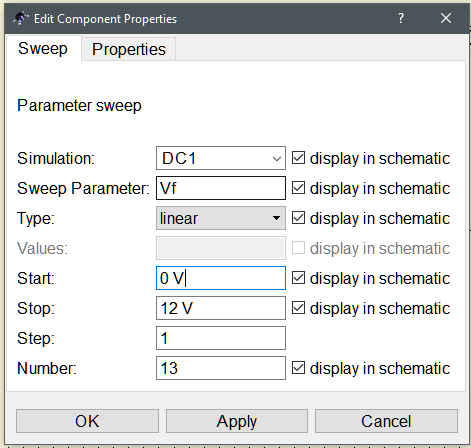 Edit Component Properties ? ×
Sweep Properties
Parameter sweep
Simulation: DC1 display in schematic
Sweep Parameter: Vf display in schematic
Type: linear display in schematic
Values: display in schematic
Start: 0 V display in schematic
Stop: 12 V display in schematic
Step: 1
Number: 13 display in schematic
OK Apply Cancel